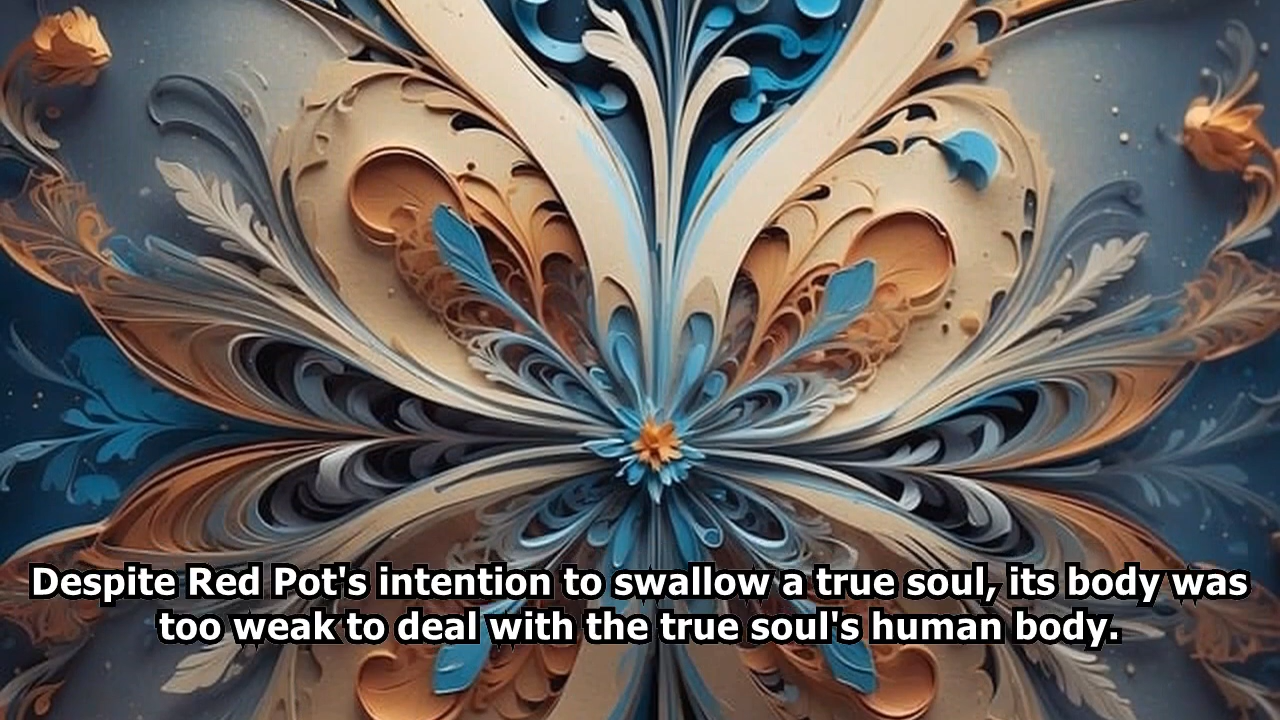 Despite Red Pot's intention to swallow a true soul, its body was
too weak to deal with the true soul's human body.